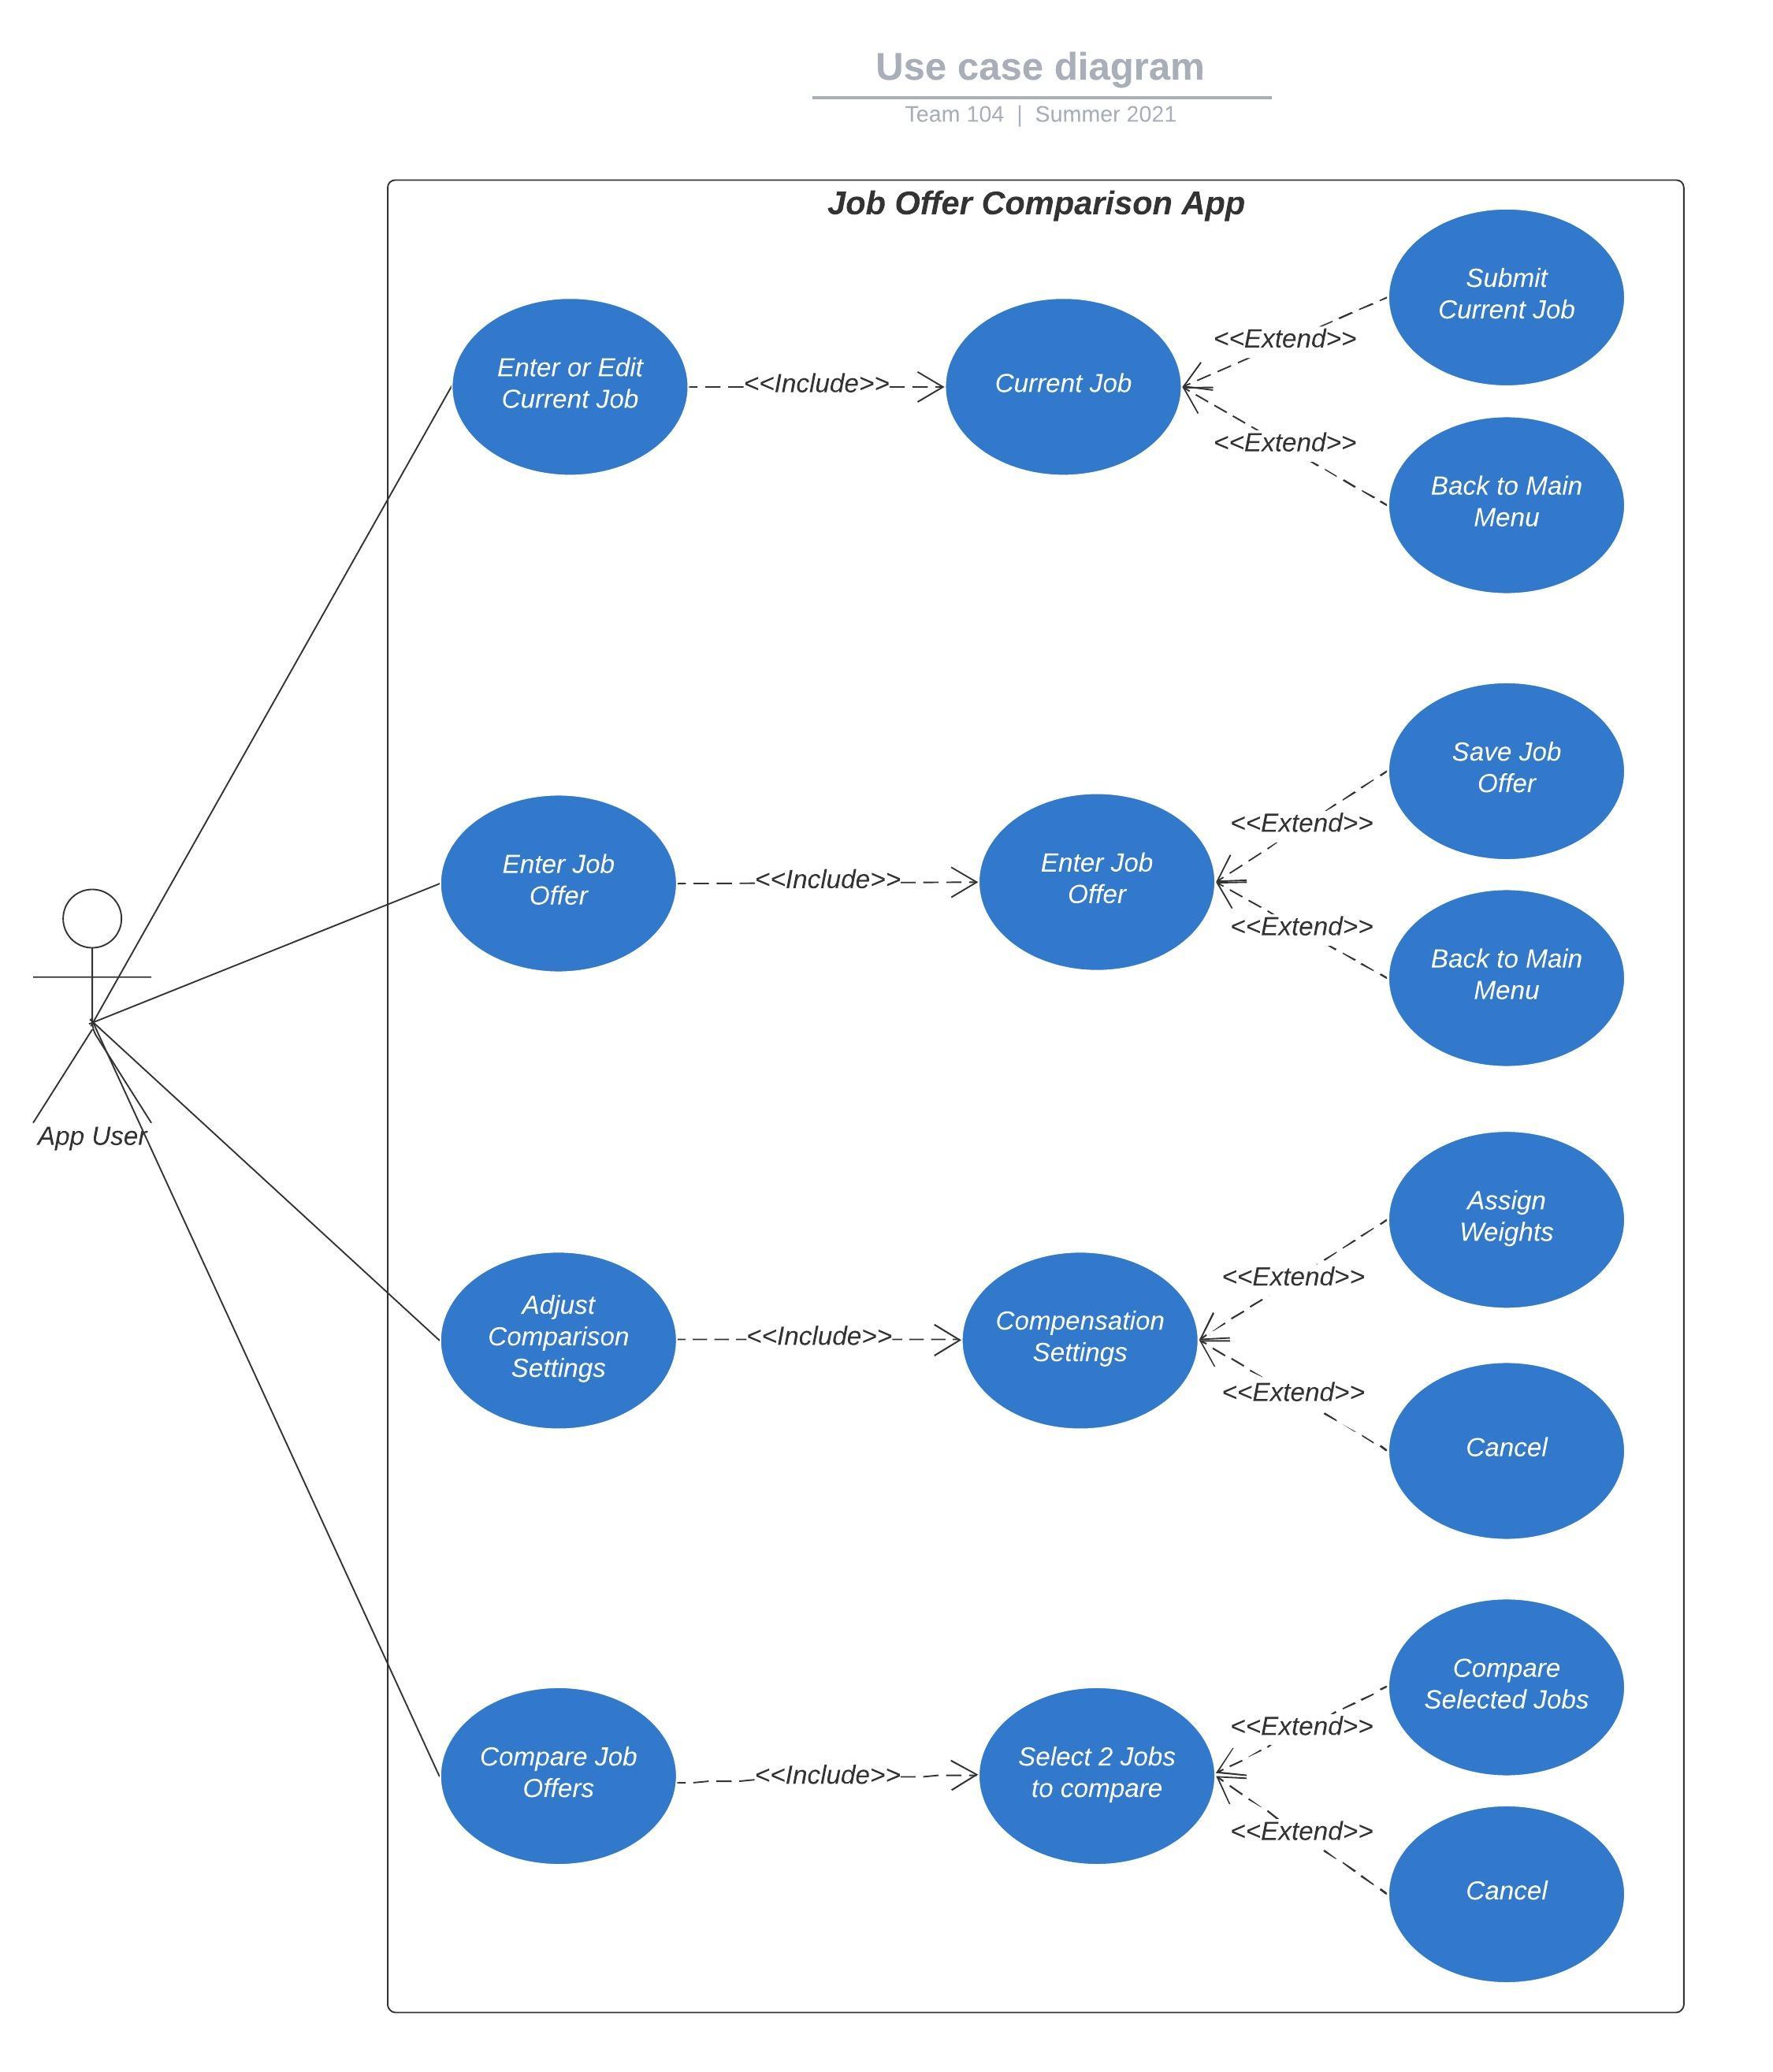 Use case diagram
Team 104 | Summer 2021
Job Offer Comparison App
Submit
Current Job
<<Extend>>
Enter or Edit
Current Job
<<Include>>
Current Job
<<Extend>>
Back to Main
Menu
Save Job
Offer
<<Extend>>
Enter Job
Offer
<<Include>>
Enter Job
Offer
<<Extend>>
Back to Main
Menu
App User
Assign
Weights
<<Extend>>
Adjust
Comparison
Settings
<<Include>>
Compensation
Settings
<<Extend>>
Cancel
Compare
Selected Jobs
<<Extend>>
Compare Job
Offers
<<Include>>
Select 2 Jobs
to compare
<<Extend>>
Cancel